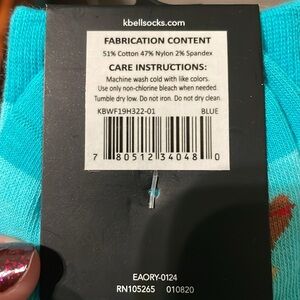 kbellsocks.com
FABRICATION CONTENT
51% Cotton 47% Nylon 2% Spandex
CARE INSTRUCTIONS:
Machine wash cold with like colors.
Use only non-chlorine bleach when needed.
Tumble dry low. Do not iron. Do not dry clean.
KBWF19H322-01 BLUE
7 80512 34048 0
EAORY-0124
RN105265 010820